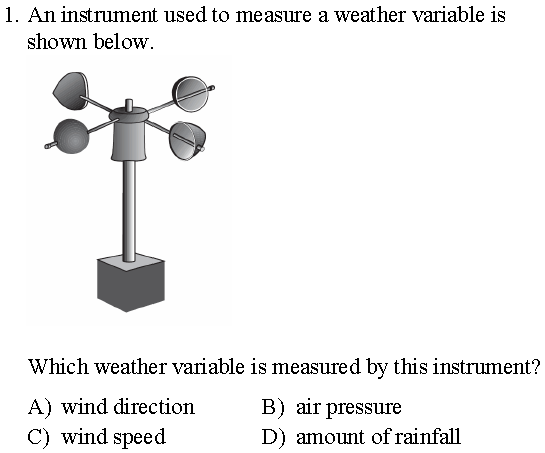 1. An instrument used to measure a weather variable is
shown below.
Which weather variable is measured by this instrument?
A) wind direction B) air pressure
C) wind speed D) amount of rainfall